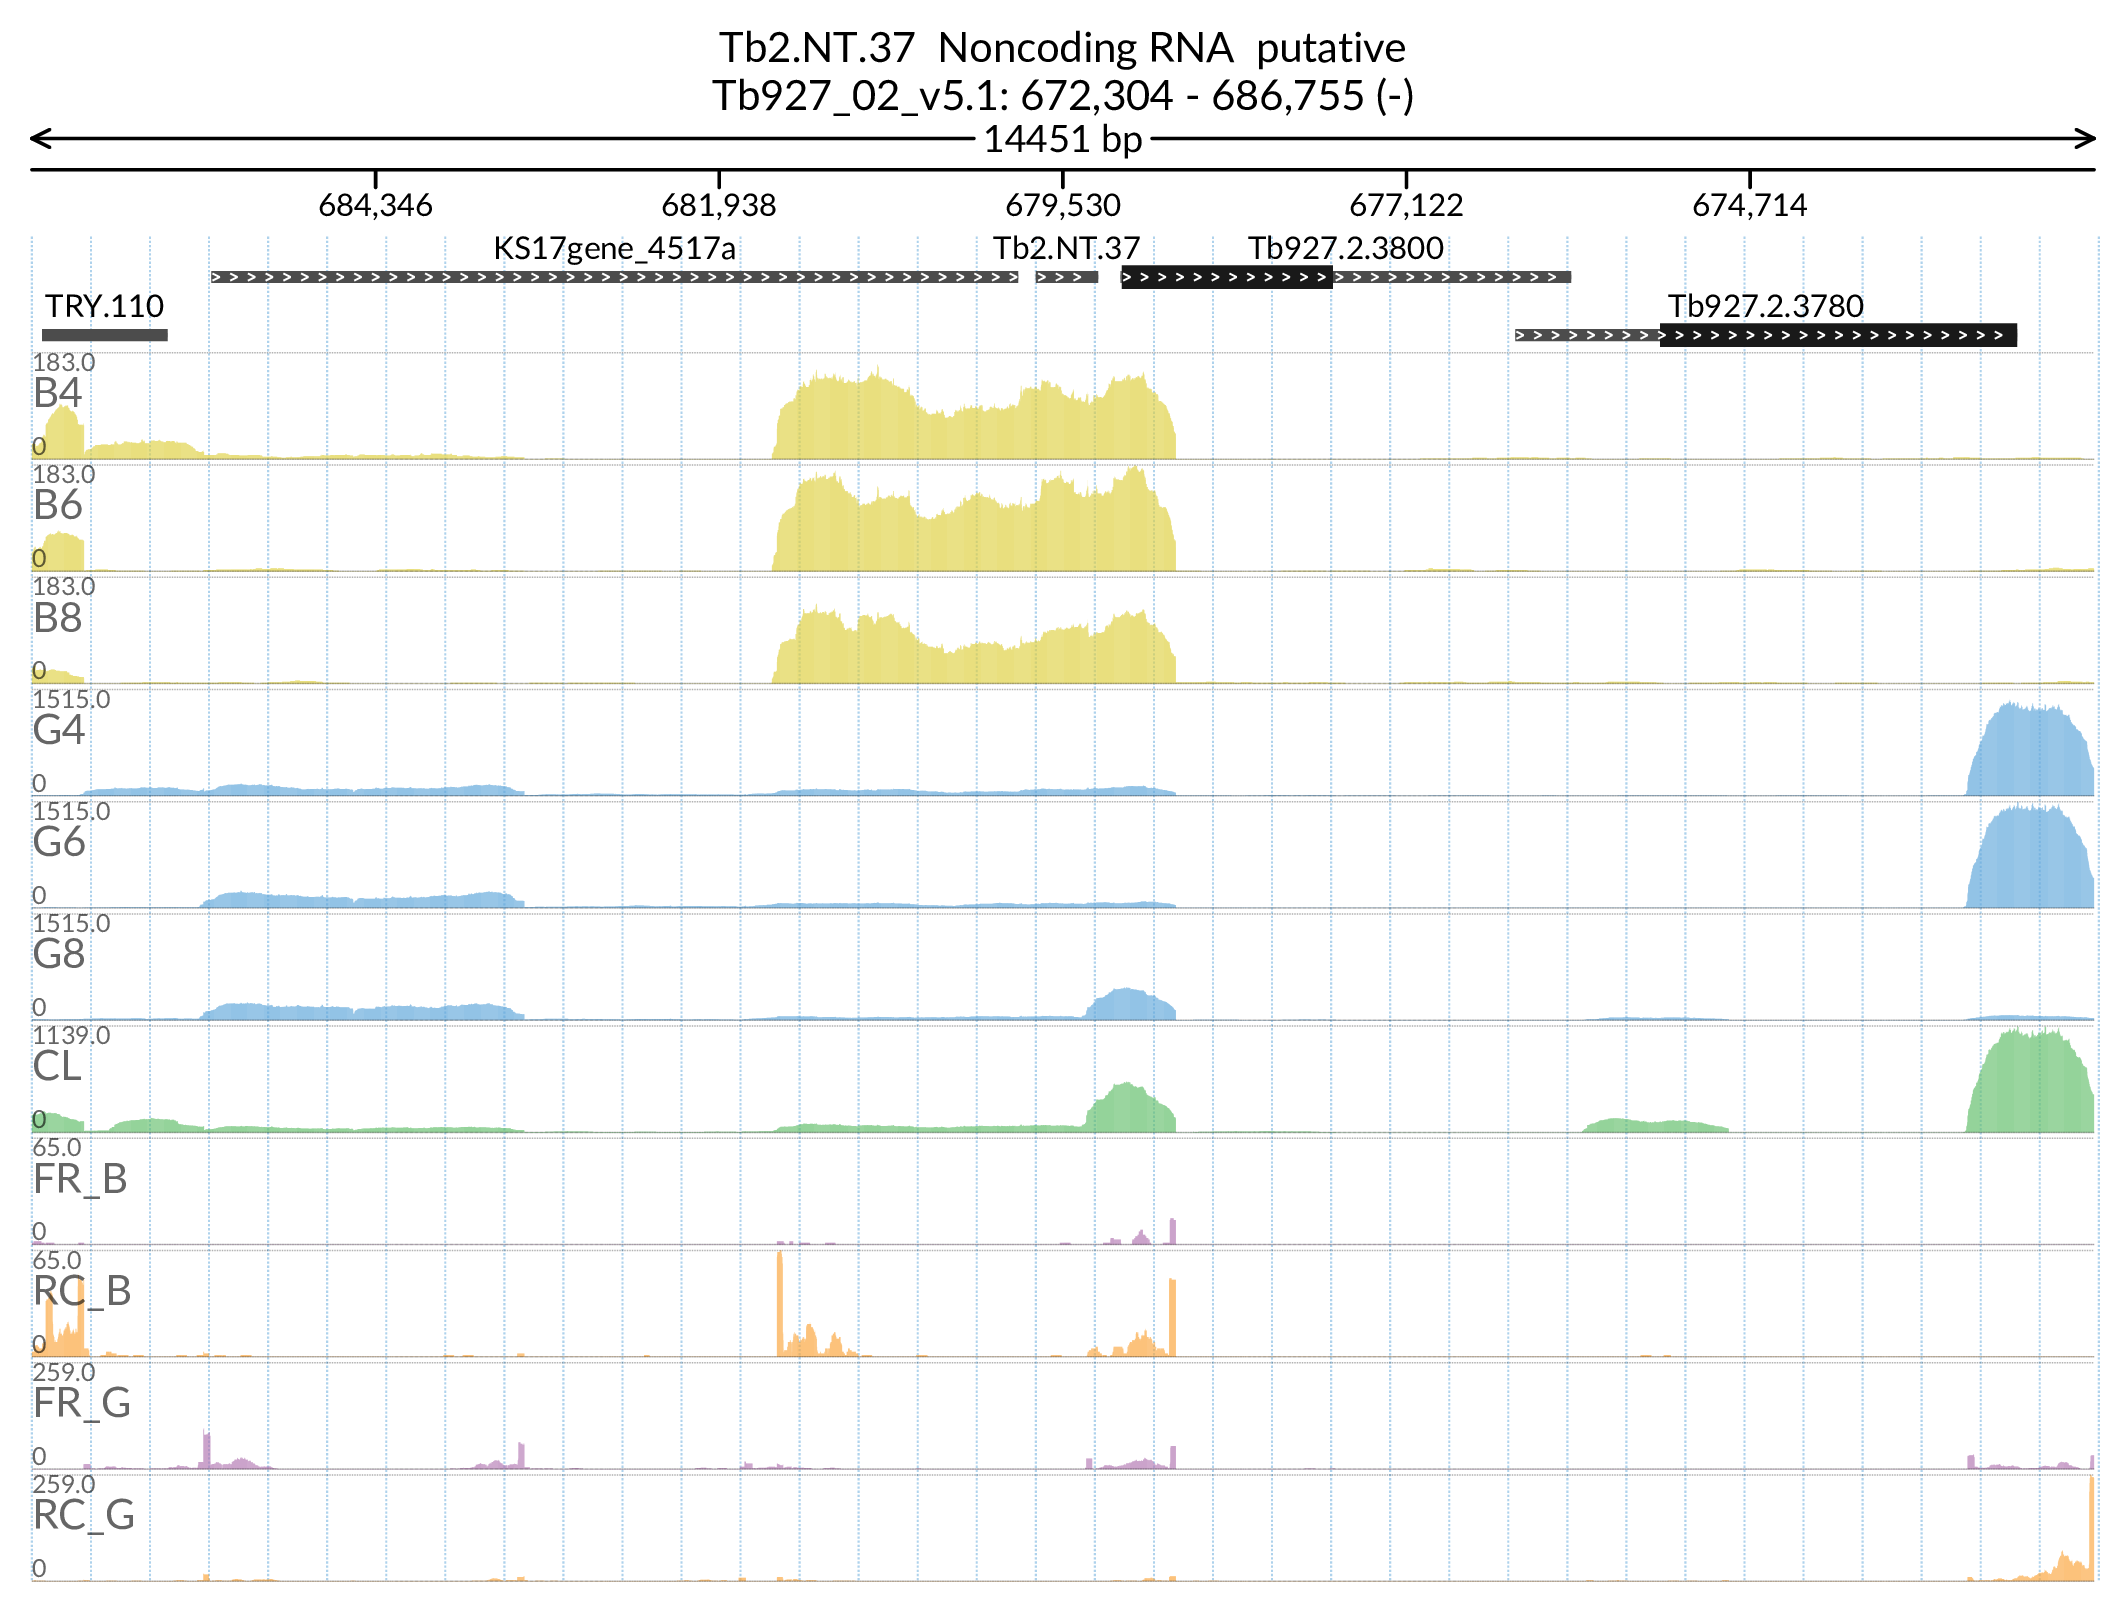 Tb2.NT.37  Noncoding RNA  putative
Tb927_02_v5.1: 672,304 - 686,755 (-)
14451 bp
684,346 681,938 679,530 677,122 674,714
KS17gene_4517a Tb2.NT.37 Tb927.2.3800
TRY.110 Tb927.2.3780
183.0
B4
0
183.0
B6
0
183.0
B8
0
1515.0
G4
0
1515.0
G6
0
1515.0
G8
0
1139.0
CL
0
65.0
FR_B
0
65.0
RC_B
0
259.0
FR_G
0
259.0
RC_G
0